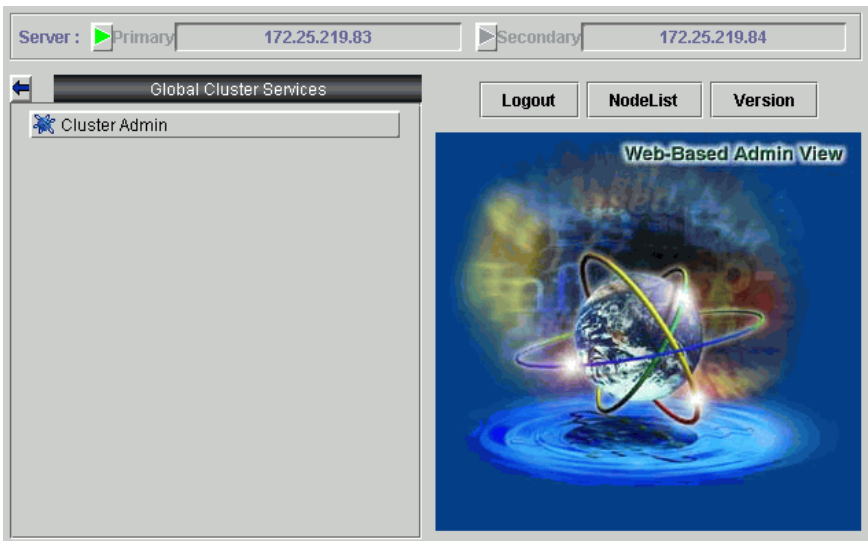 Server : Primary 172.25.219.83 Secondary 172.25.219.84
Global Cluster Services
Logout NodeList Version
Cluster Admin
Web-Based Admin View